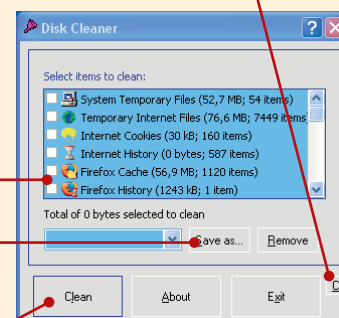 Disk Cleaner
Select items to clean:
System Temporary Files (52,7 MB; 54 items)
Temporary Internet Files (76,6 MB; 7449 items
Internet Cookies (30 kB; 160 items)
Internet History (0 bytes; 587 items)
Firefox Cache (56,9 MB; 1120 items)
Firefox History (1243 kB; 1 item)
Total of 0 bytes selected to clean
Save as... Remove
Clean About Exit